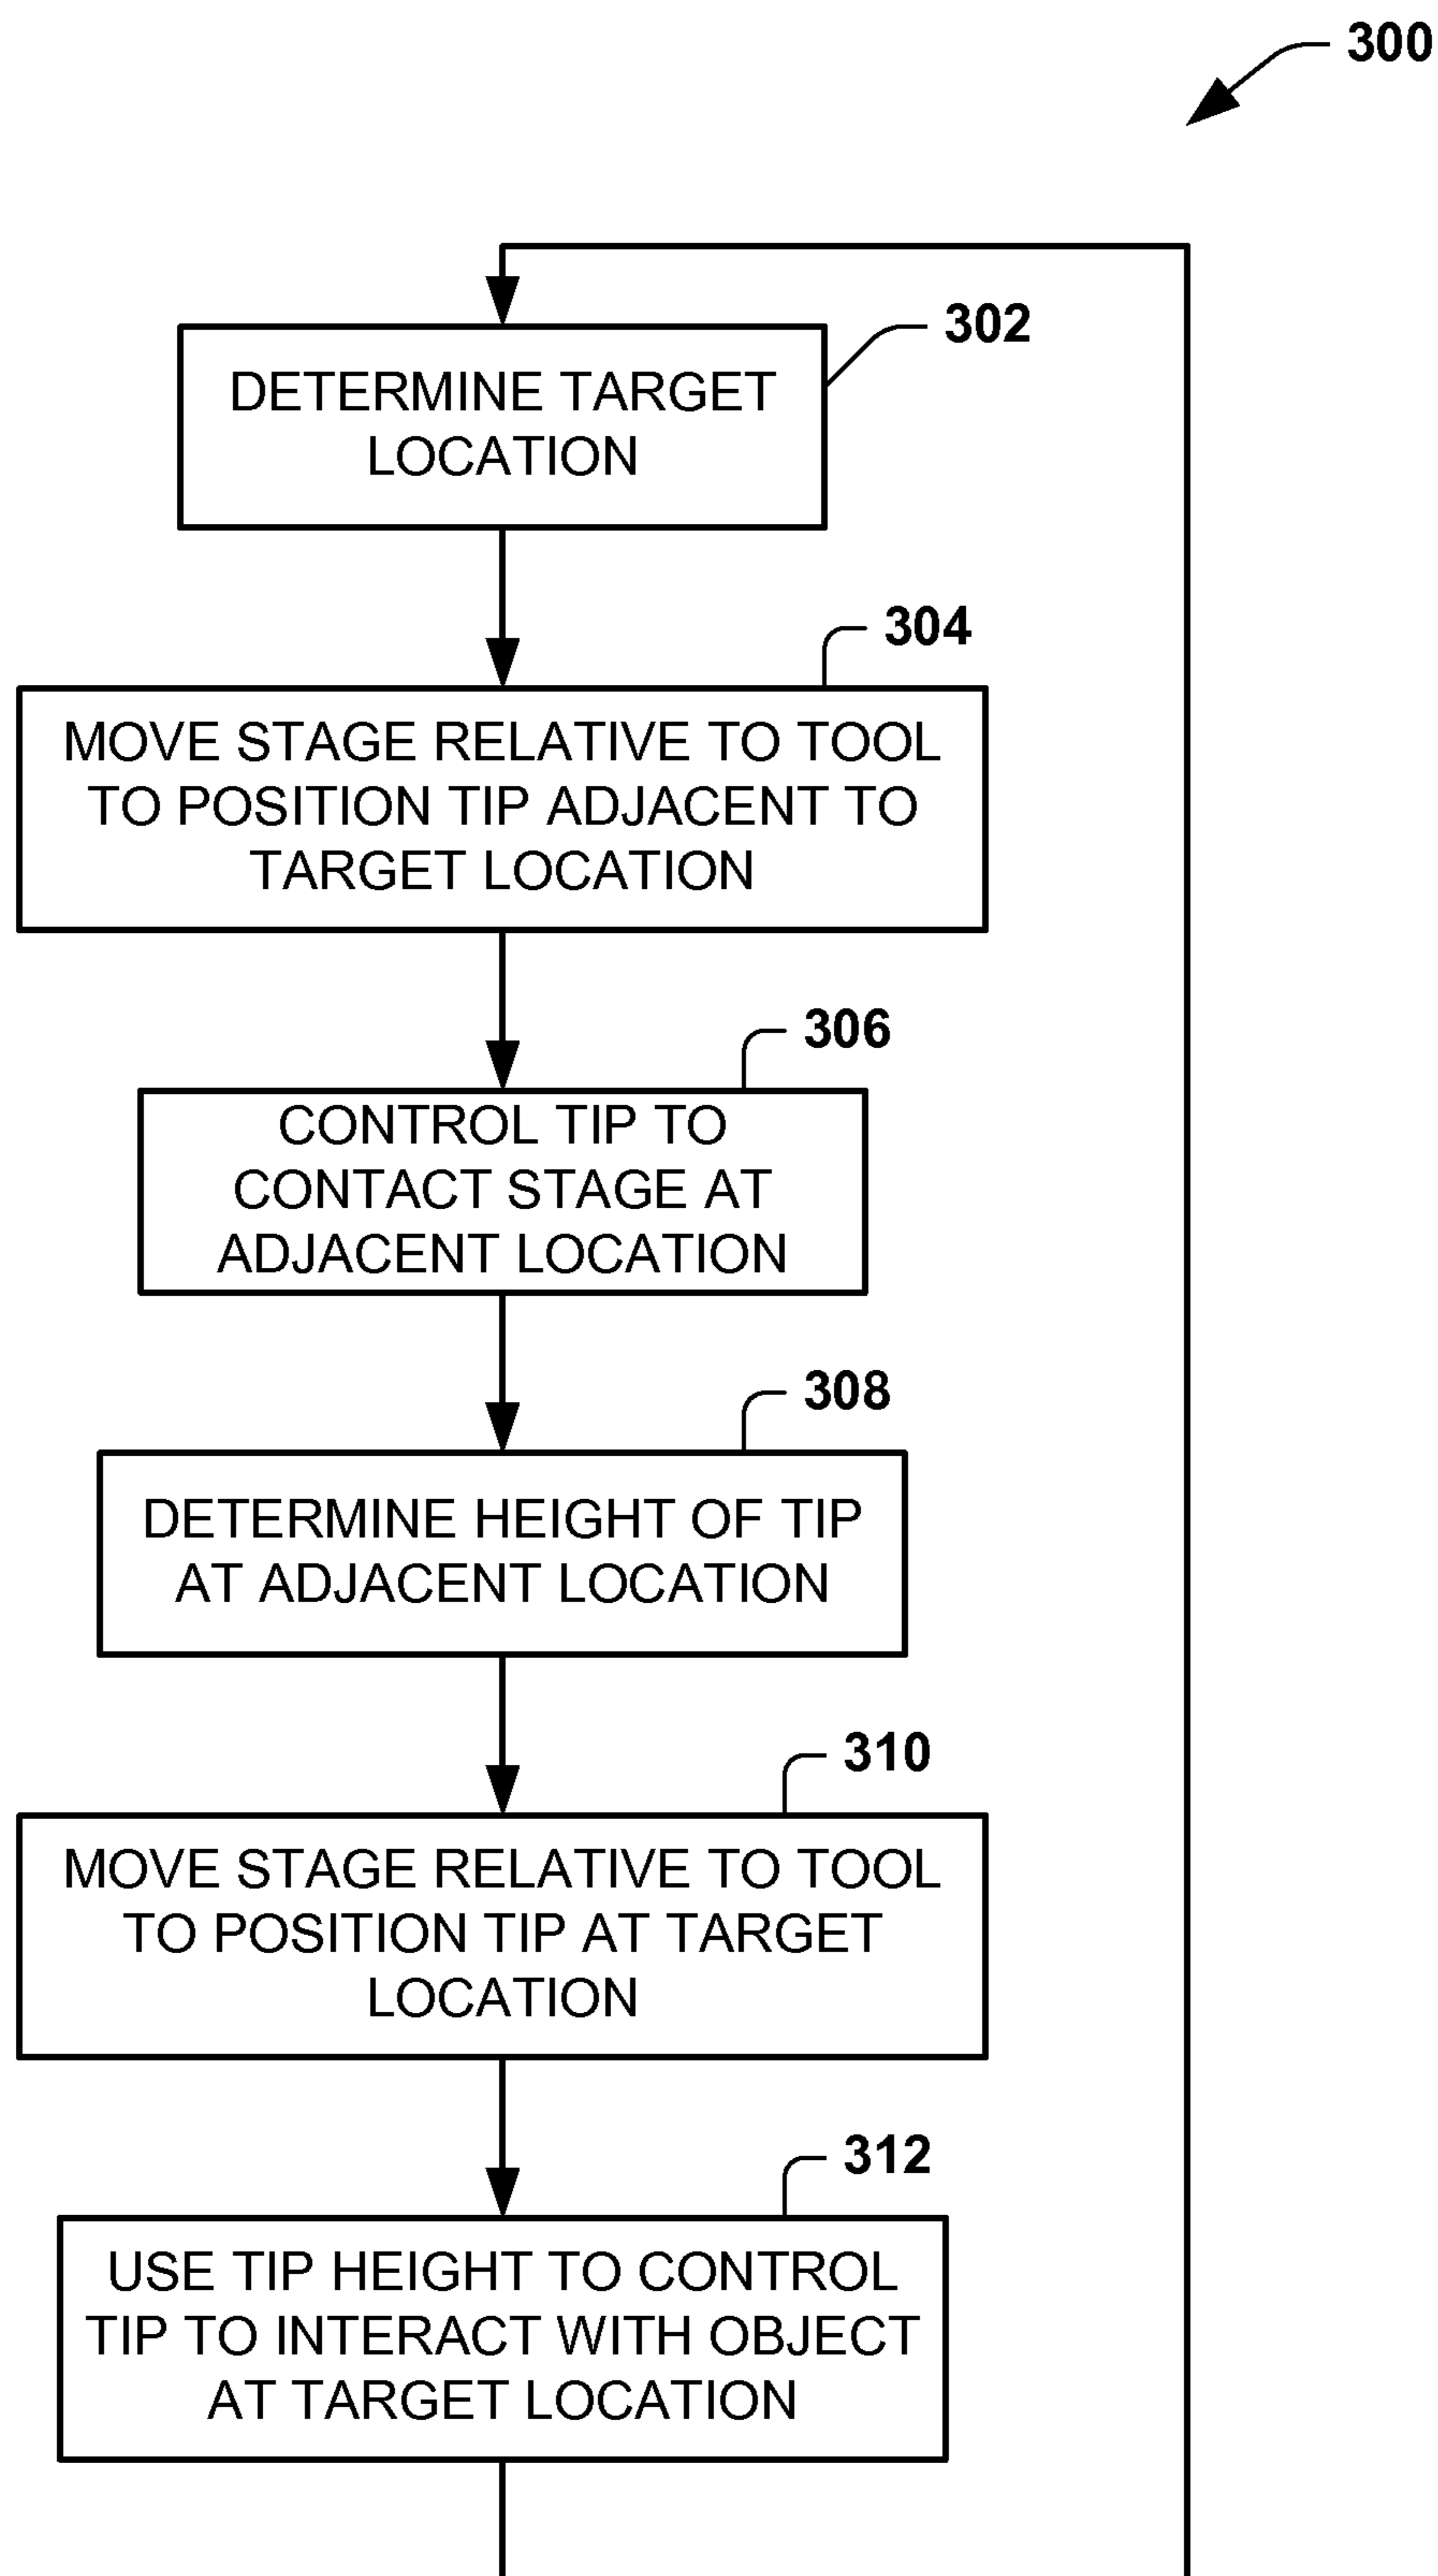 300
302
DETERMINE TARGET
LOCATION
304
MOVE STAGE RELATIVE TO TOOL
TO POSITION TIP ADJACENT TO
TARGET LOCATION
306
CONTROL TIP TO
CONTACT STAGE AT
ADJACENT LOCATION
308
DETERMINE HEIGHT OF TIP
AT ADJACENT LOCATION
310
MOVE STAGE RELATIVE TO TOOL
TO POSITION TIP AT TARGET
LOCATION
312
USE TIP HEIGHT TO CONTROL
TIP TO INTERACT WITH OBJECT
AT TARGET LOCATION